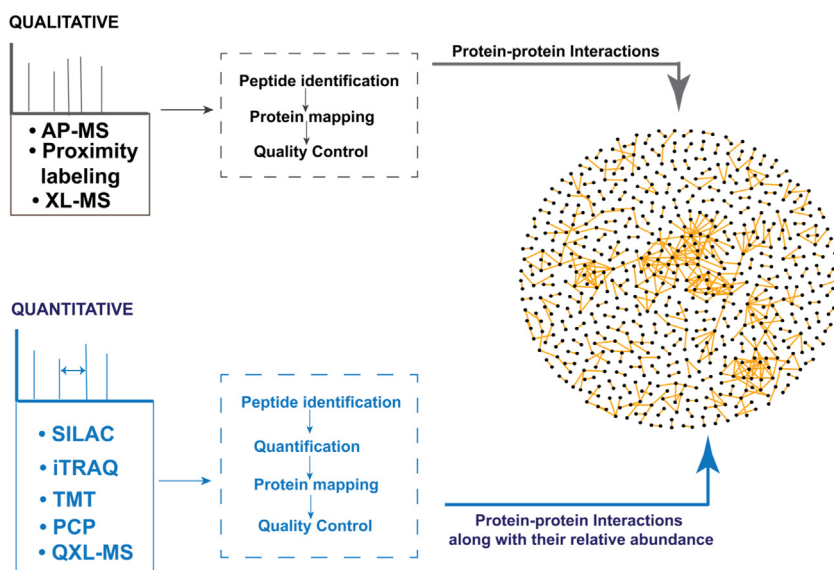 QUALITATIVE
• AP-MS
• Proximity
labeling
• XL-MS
Peptide identification
Protein mapping
Quality Control
Protein-protein Interactions
QUANTITATIVE
• SILAC
• iTRAQ
• TMT
• PCP
• QXL-MS
Peptide identification
Quantification
Protein mapping
Quality Control
Protein-protein Interactions
along with their relative abundance